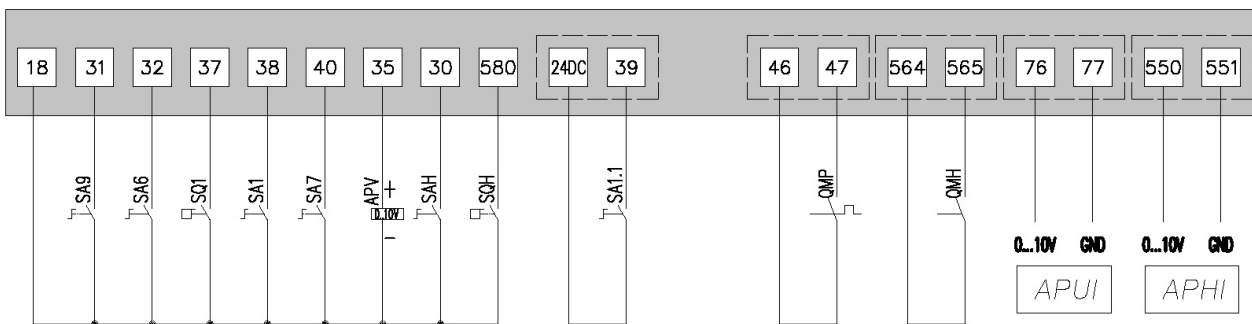 18 31 32 37 38 40 35 30 580 24DC 39 46 47 564 565 76 77 550 551
SA9 SA6 SQ1 SA1 SA7 APV + SAH SQH SA1.1 QMP QMH
0..10V
−
0...10V GND 0...10V GND
APUI APHI